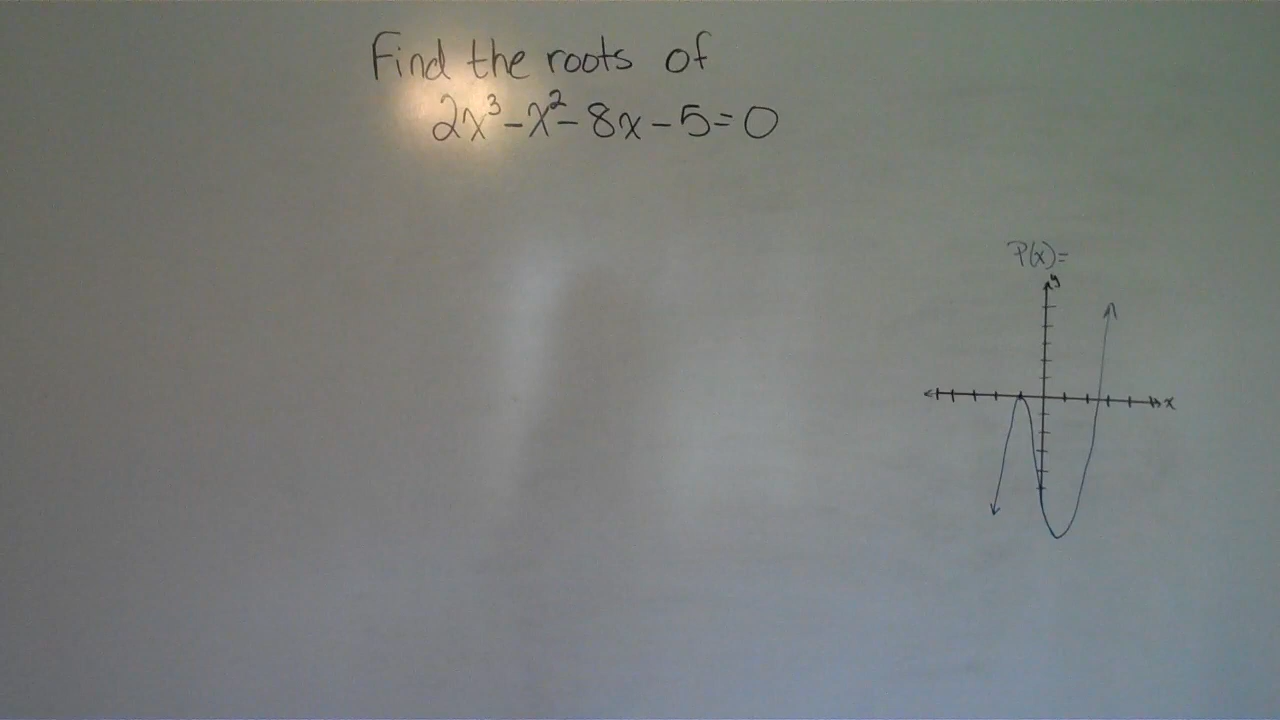 Find the roots of
2x³-x²-8x-5=0
P(x)=
y
x